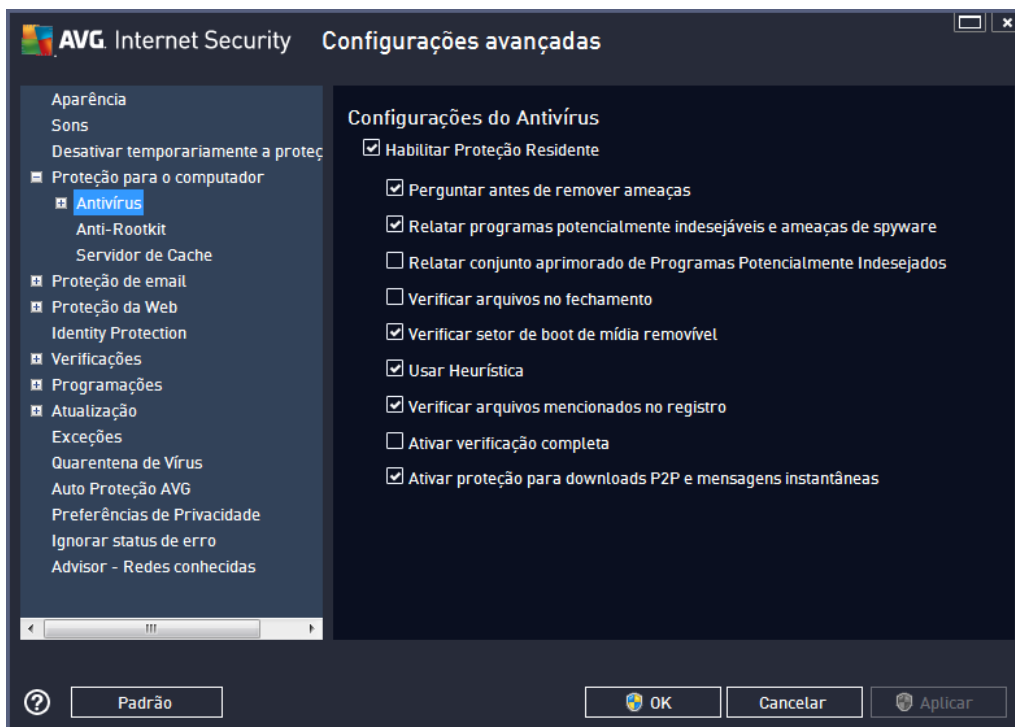 AVG. Internet Security Configurações avançadas
Aparência
Sons
Desativar temporariamente a proteç
Proteção para o computador
Antivírus
Anti-Rootkit
Servidor de Cache
Proteção de email
Proteção da Web
Identity Protection
Verificações
Programações
Atualização
Exceções
Quarentena de Vírus
Auto Proteção AVG
Preferências de Privacidade
Ignorar status de erro
Advisor - Redes conhecidas
Configurações do Antivírus
Habilitar Proteção Residente
Perguntar antes de remover ameaças
Relatar programas potencialmente indesejáveis e ameaças de spyware
Relatar conjunto aprimorado de Programas Potencialmente Indesejados
Verificar arquivos no fechamento
Verificar setor de boot de mídia removível
Usar Heurística
Verificar arquivos mencionados no registro
Ativar verificação completa
Ativar proteção para downloads P2P e mensagens instantâneas
? Padrão OK Cancelar Aplicar